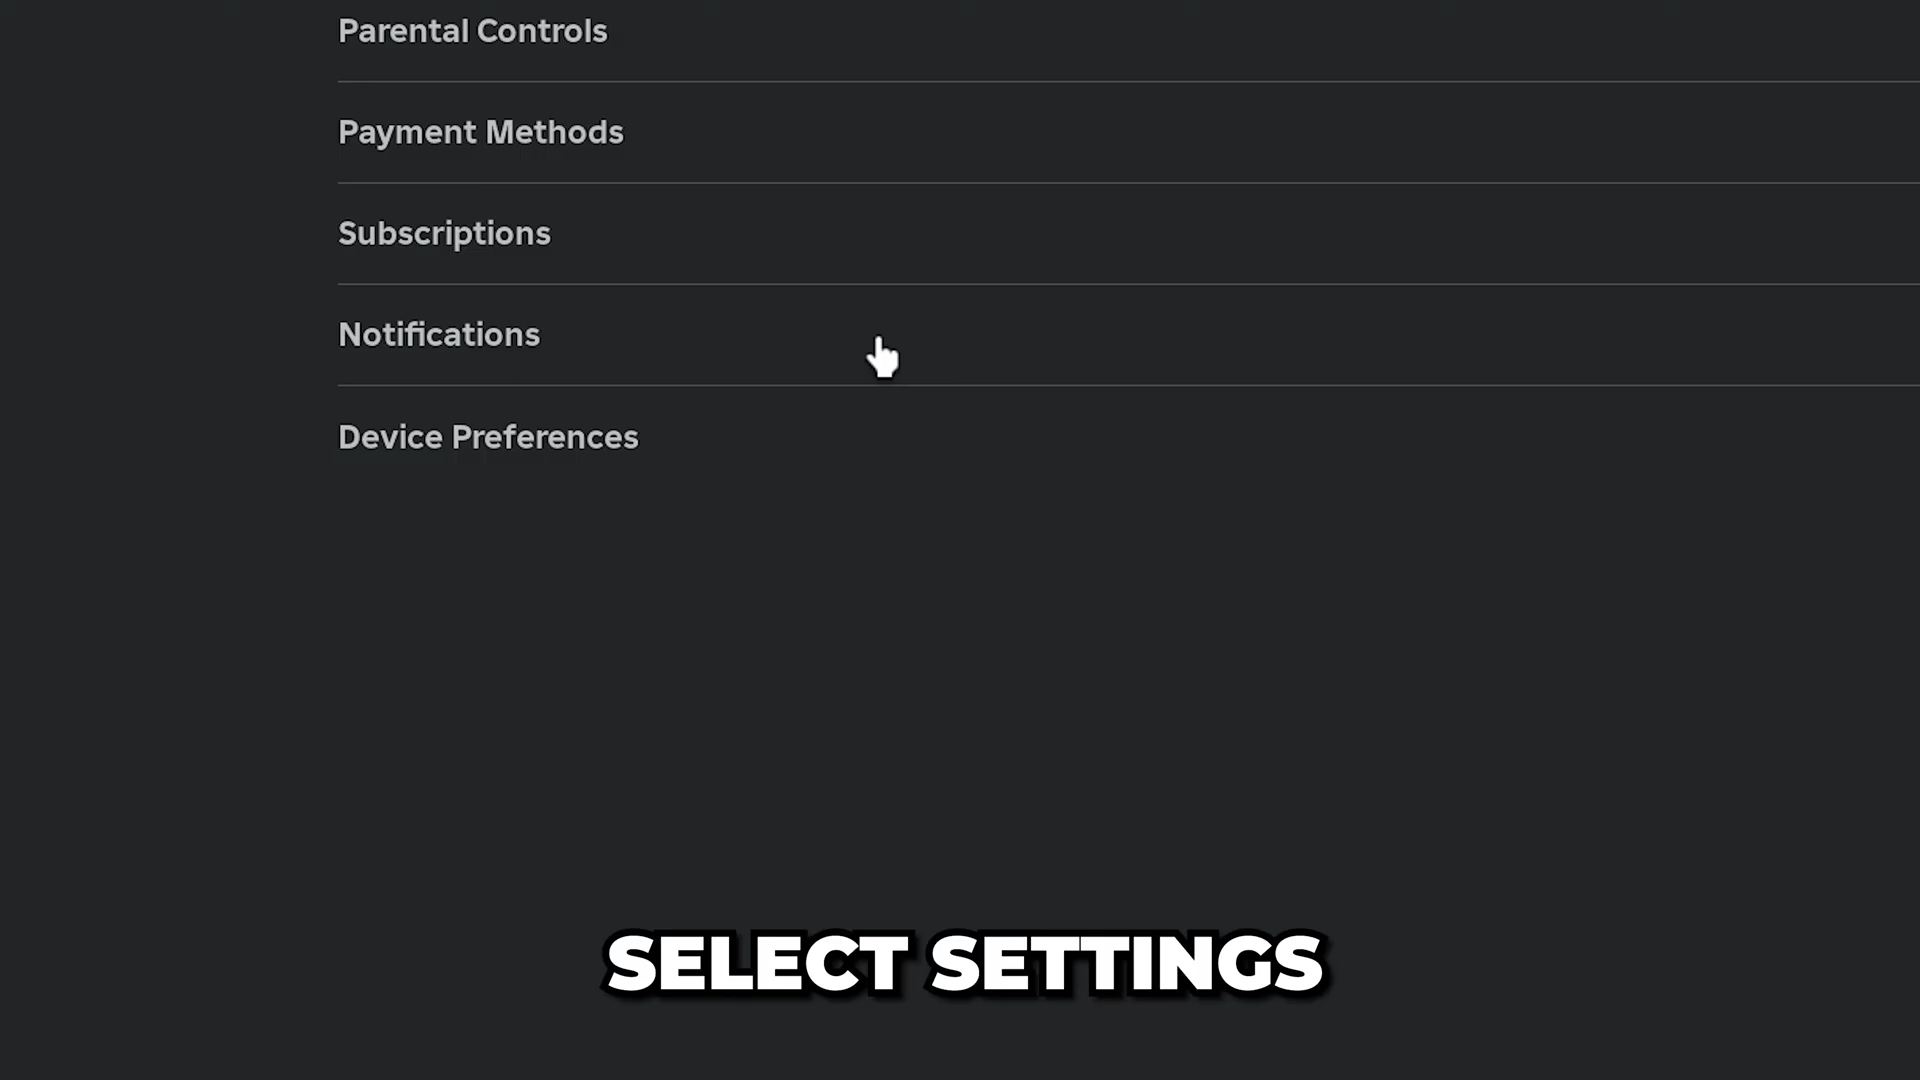 Parental Controls
Payment Methods
Subscriptions
Notifications
Device Preferences
SELECT SETTINGS